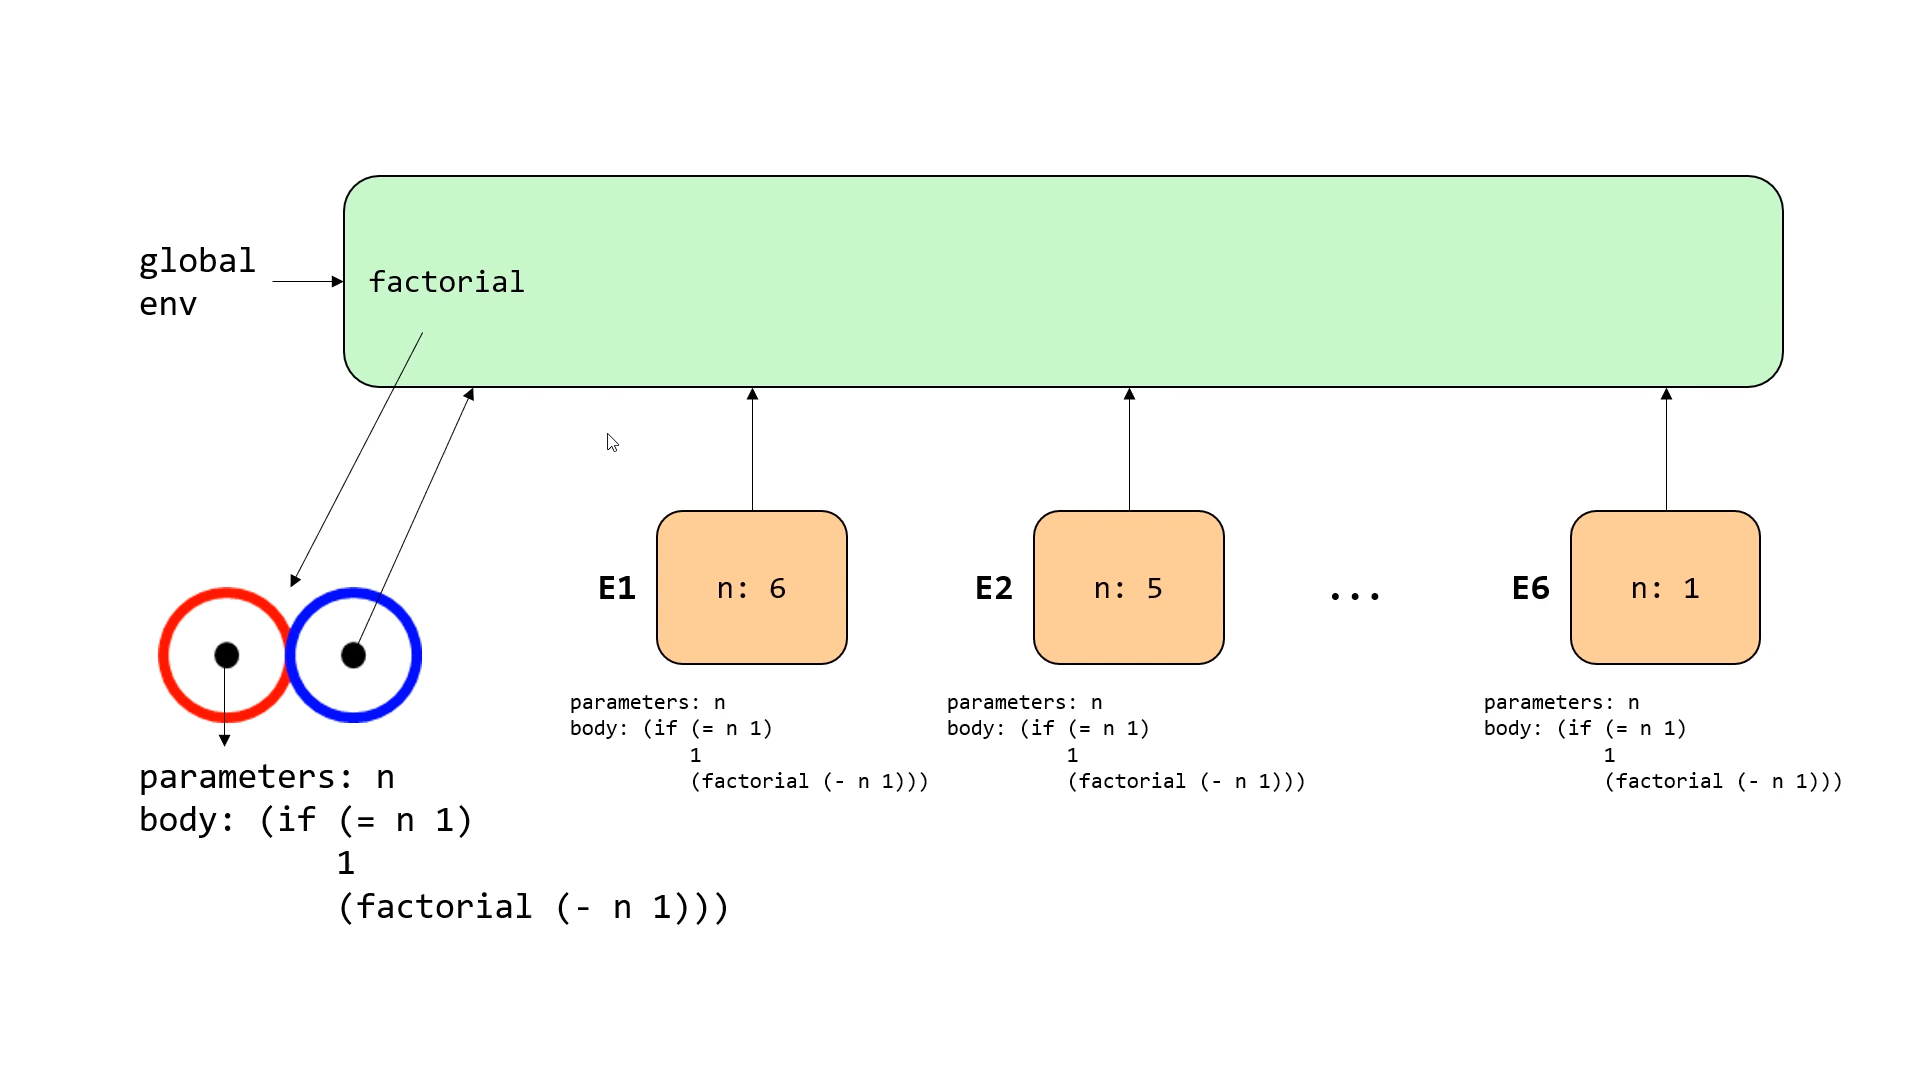 global
env
factorial
E1
n: 6
E2
n: 5
...
E6
n: 1
parameters: n
body: (if (= n 1)
1
(factorial (- n 1)))
parameters: n
body: (if (= n 1)
1
(factorial (- n 1)))
parameters: n
body: (if (= n 1)
1
(factorial (- n 1)))
parameters: n
body: (if (= n 1)
1
(factorial (- n 1)))